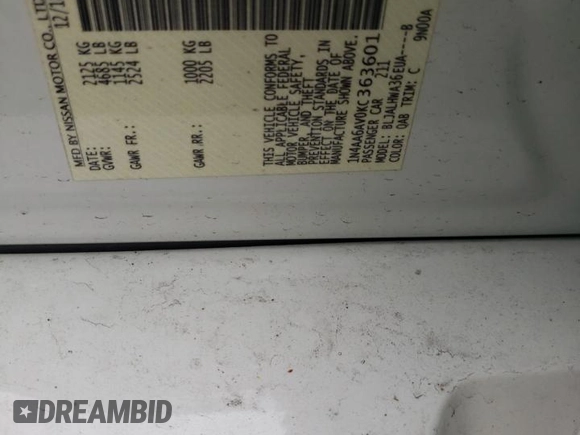 MFD BY NISSAN MOTOR CO., LTD
DATE: 12/1
GVWR: 2125 KG
4685 LB
GAWR FR.: 1145 KG
2524 LB
GAWR RR.: 1000 KG
2205 LB
THIS VEHICLE CONFORMS TO
ALL APPLICABLE FEDERAL
MOTOR VEHICLE SAFETY,
BUMPER, AND THEFT
PREVENTION STANDARDS IN
EFFECT ON THE DATE OF
MANUFACTURE SHOWN ABOVE.
1N4AA6AV0KC363601
PASSENGER CAR 211
MODEL: BLJALHWA36EUA-----B
COLOR: QAB TRIM: C 9N00A
DREAMBID